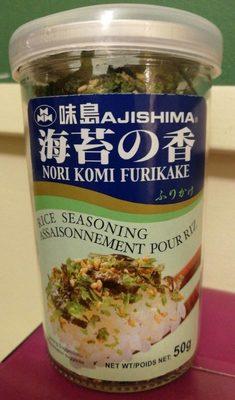 味島AJISHIMA®
海苔の香
NORI KOMI FURIKAKE
ふりかけ
RICE SEASONING
ASSAISONNEMENT POUR RIZ
NET WT/POIDS NET: 50g